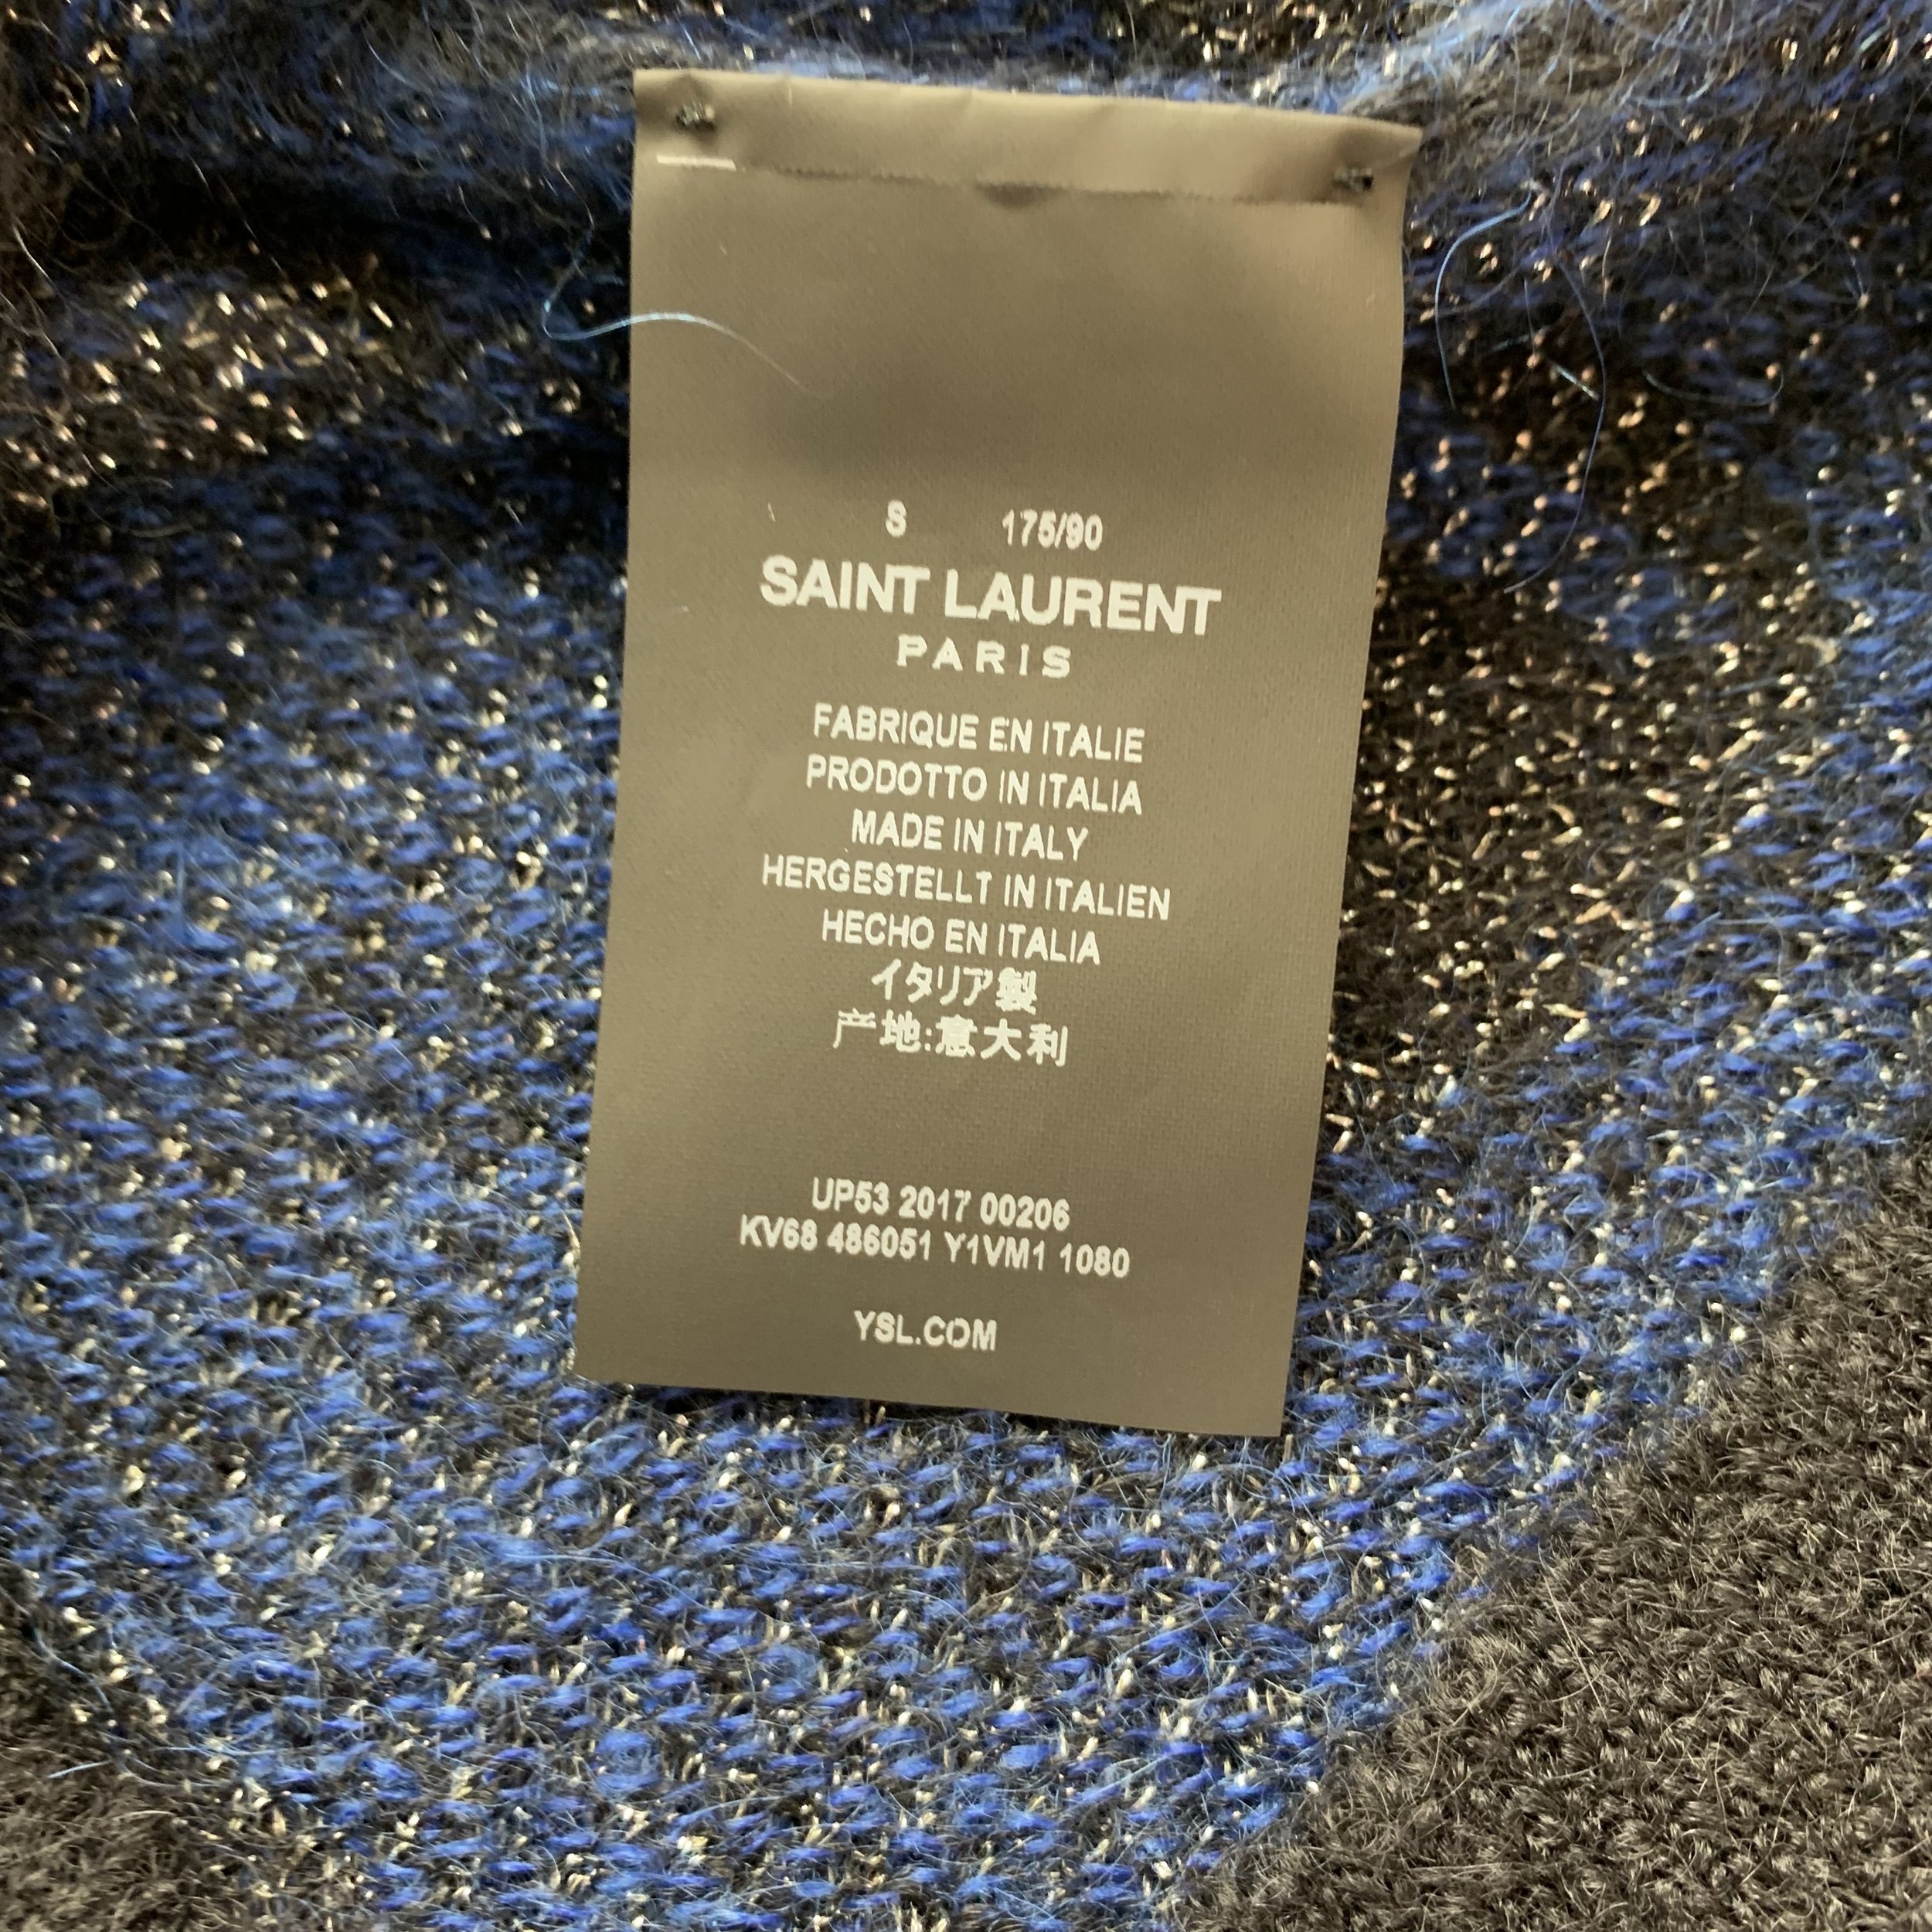 S 175/90
SAINT LAURENT
PARIS
FABRIQUE EN ITALIE
PRODOTTO IN ITALIA
MADE IN ITALY
HERGESTELLT IN ITALIEN
HECHO EN ITALIA
イタリア製
产地:意大利
UP53 2017 00206
KV68 486051 Y1VM1 1080
YSL.COM